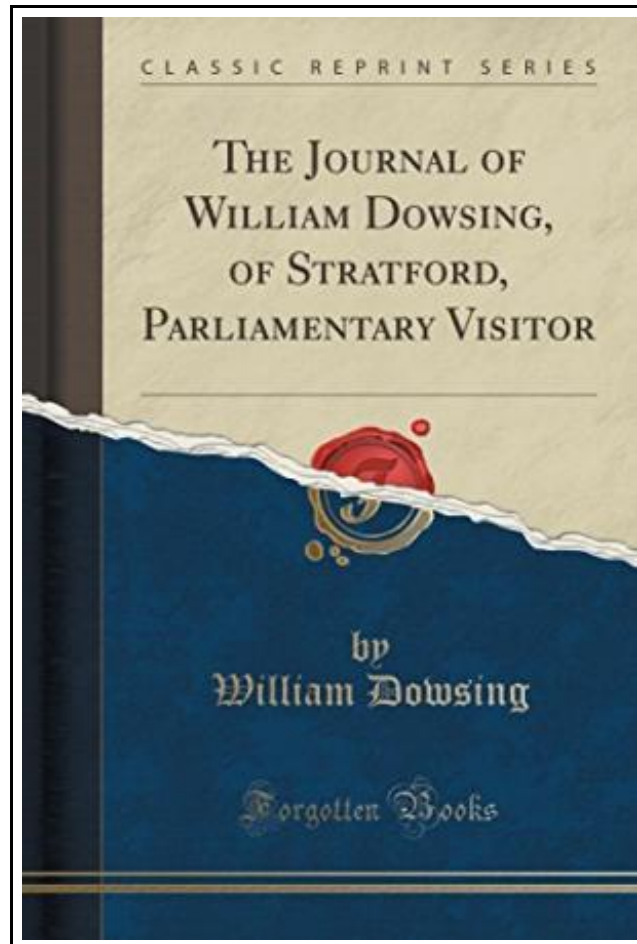 CLASSIC REPRINT SERIES
THE JOURNAL OF
WILLIAM DOWSING,
OF STRATFORD,
PARLIAMENTARY VISITOR
by
William Dowsing
Forgotten Books